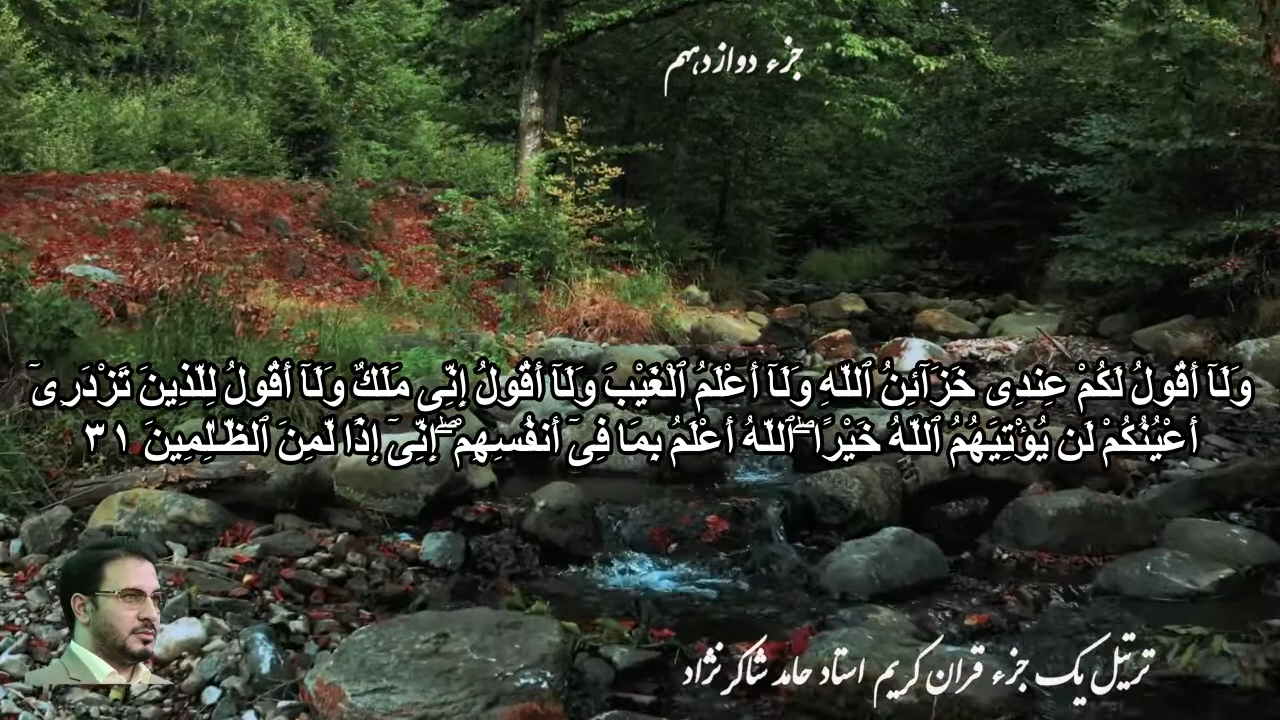 جزء دوازدهم
وَلَآ أَقُولُ لَكُمْ عِندِى خَزَآئِنُ ٱللَّهِ وَلَآ أَعْلَمُ ٱلْغَيْبَ وَلَآ أَقُولُ إِنِّى مَلَكٌ وَلَآ أَقُولُ لِلَّذِينَ تَزْدَرِىٓ
أَعْيُنُكُمْ لَن يُؤْتِيَهُمُ ٱللَّهُ خَيْرًا ۖ ٱللَّهُ أَعْلَمُ بِمَا فِىٓ أَنفُسِهِمْ ۖ إِنِّىٓ إِذًا لَّمِنَ ٱلظَّـٰلِمِينَ ٣١
ترتیل یک جزء قران کریم استاد حامد شاکرنژاد